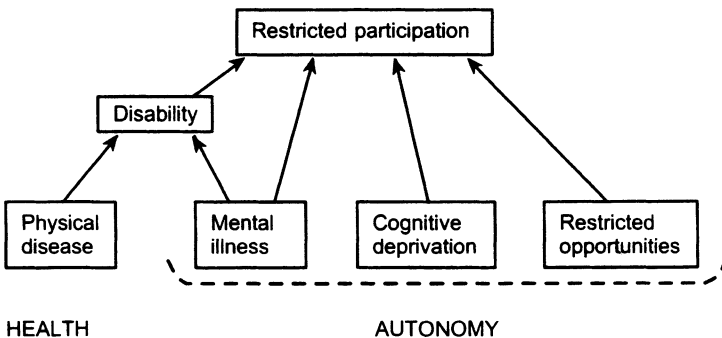 Restricted participation
Disability
Physical
disease
Mental
illness
Cognitive
deprivation
Restricted
opportunities
HEALTH
AUTONOMY